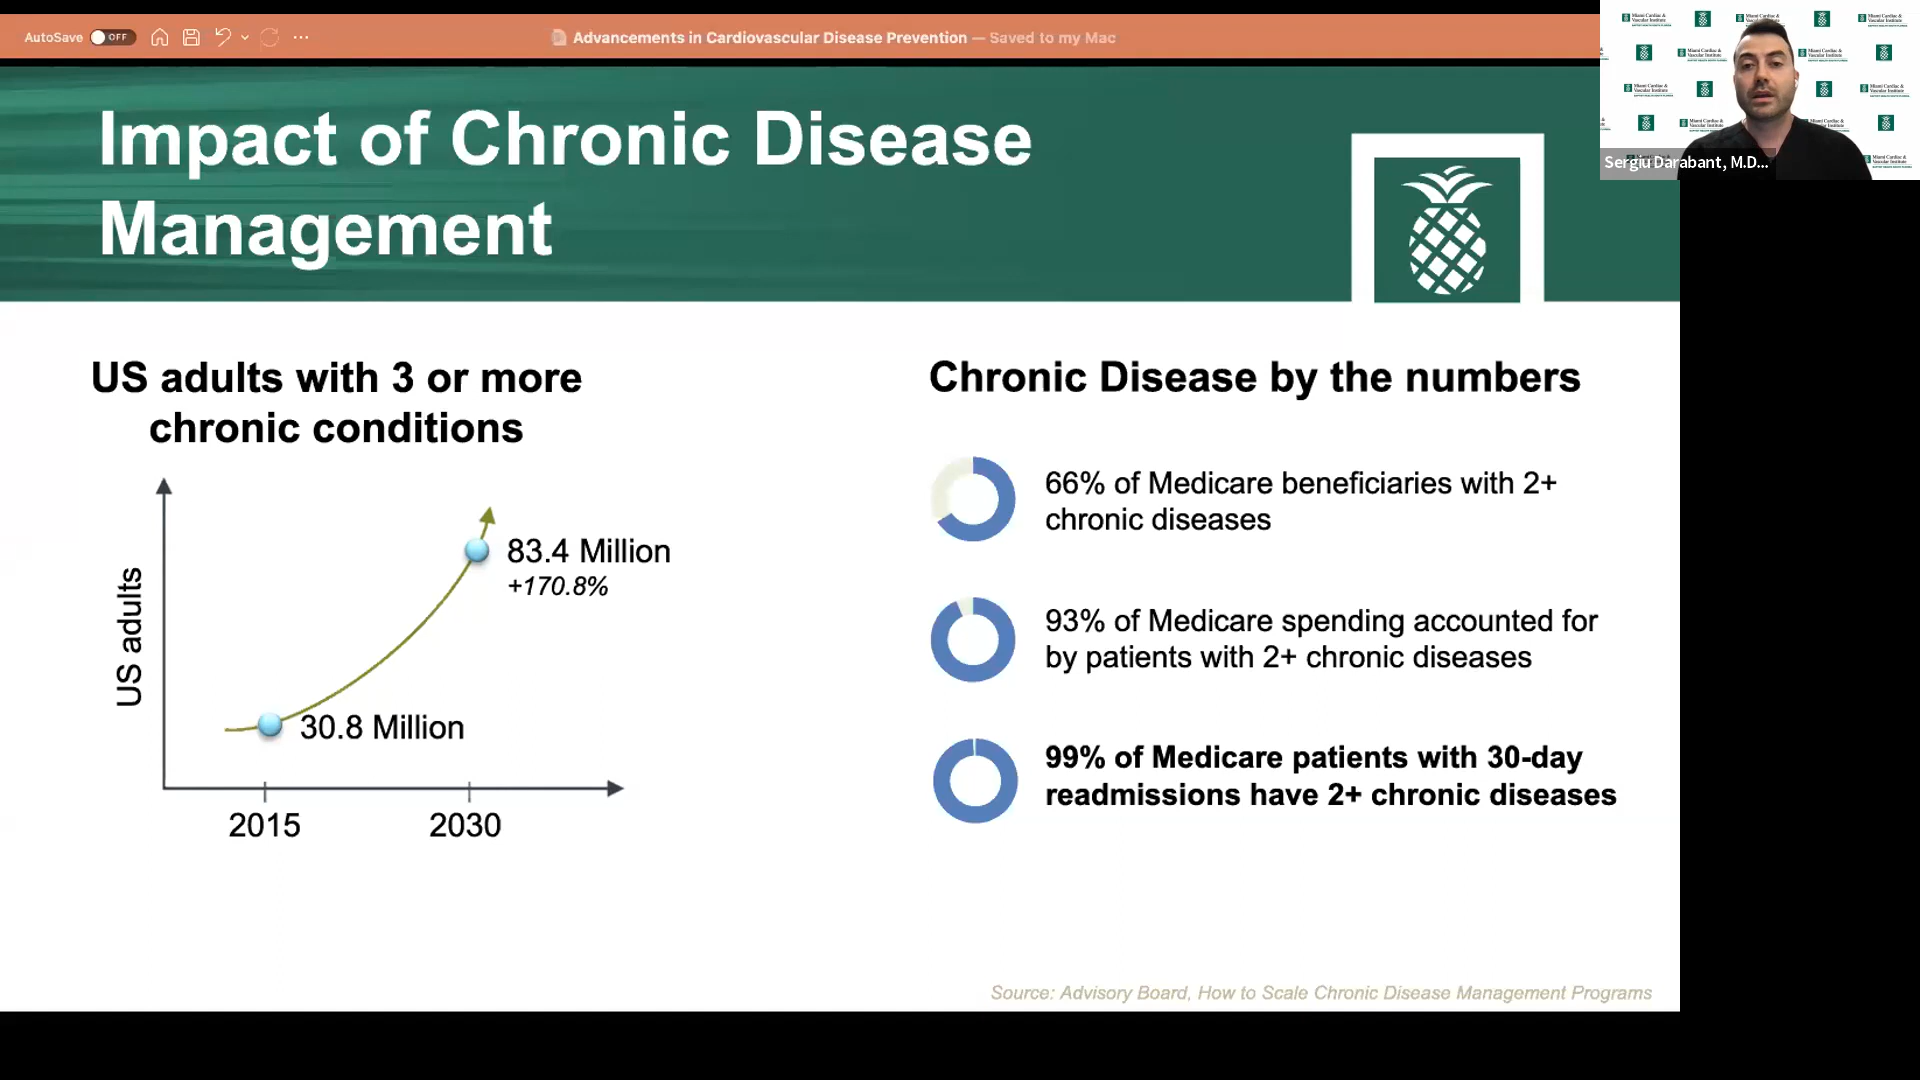 AutoSave OFF
Advancements in Cardiovascular Disease Prevention — Saved to my Mac
Miami Cardiac &
Vascular Institute
Sergiu Darabant, M.D...
Impact of Chronic Disease
Management
US adults with 3 or more
chronic conditions
US adults
83.4 Million
+170.8%
30.8 Million
2015
2030
Chronic Disease by the numbers
66% of Medicare beneficiaries with 2+
chronic diseases
93% of Medicare spending accounted for
by patients with 2+ chronic diseases
99% of Medicare patients with 30-day
readmissions have 2+ chronic diseases
Source: Advisory Board, How to Scale Chronic Disease Management Programs